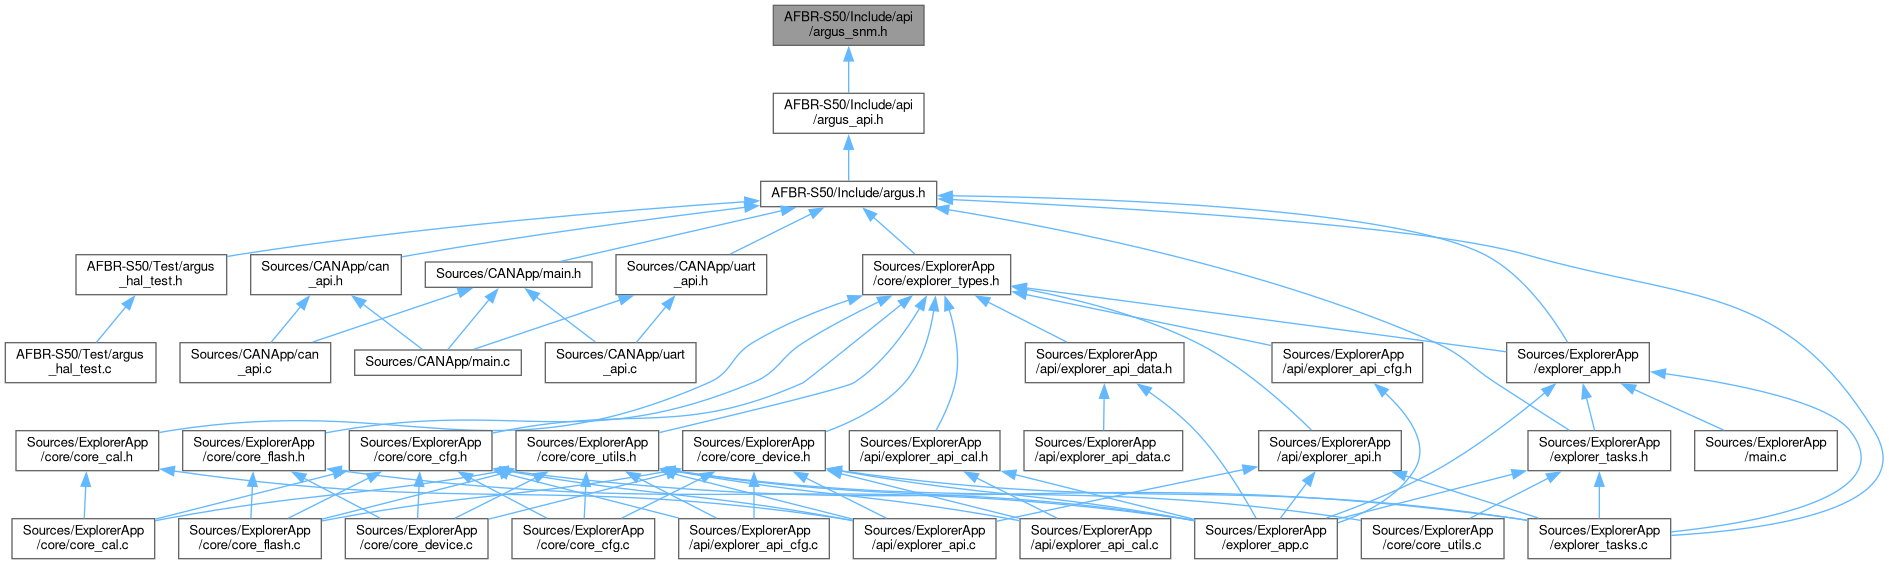 AFBR-S50/Include/api
/argus_snm.h
AFBR-S50/Include/api
/argus_api.h
AFBR-S50/Include/argus.h
AFBR-S50/Test/argus
_hal_test.h
Sources/CANApp/can
_api.h
Sources/CANApp/main.h
Sources/CANApp/uart
_api.h
Sources/ExplorerApp
/core/explorer_types.h
AFBR-S50/Test/argus
_hal_test.c
Sources/CANApp/can
_api.c
Sources/CANApp/main.c
Sources/CANApp/uart
_api.c
Sources/ExplorerApp
/api/explorer_api_data.h
Sources/ExplorerApp
/api/explorer_api_cfg.h
Sources/ExplorerApp
/explorer_app.h
Sources/ExplorerApp
/core/core_cal.h
Sources/ExplorerApp
/core/core_flash.h
Sources/ExplorerApp
/core/core_cfg.h
Sources/ExplorerApp
/core/core_utils.h
Sources/ExplorerApp
/core/core_device.h
Sources/ExplorerApp
/api/explorer_api_cal.h
Sources/ExplorerApp
/api/explorer_api_data.c
Sources/ExplorerApp
/api/explorer_api.h
Sources/ExplorerApp
/explorer_tasks.h
Sources/ExplorerApp
/main.c
Sources/ExplorerApp
/core/core_cal.c
Sources/ExplorerApp
/core/core_flash.c
Sources/ExplorerApp
/core/core_device.c
Sources/ExplorerApp
/core/core_cfg.c
Sources/ExplorerApp
/api/explorer_api_cfg.c
Sources/ExplorerApp
/api/explorer_api.c
Sources/ExplorerApp
/api/explorer_api_cal.c
Sources/ExplorerApp
/explorer_app.c
Sources/ExplorerApp
/core/core_utils.c
Sources/ExplorerApp
/explorer_tasks.c